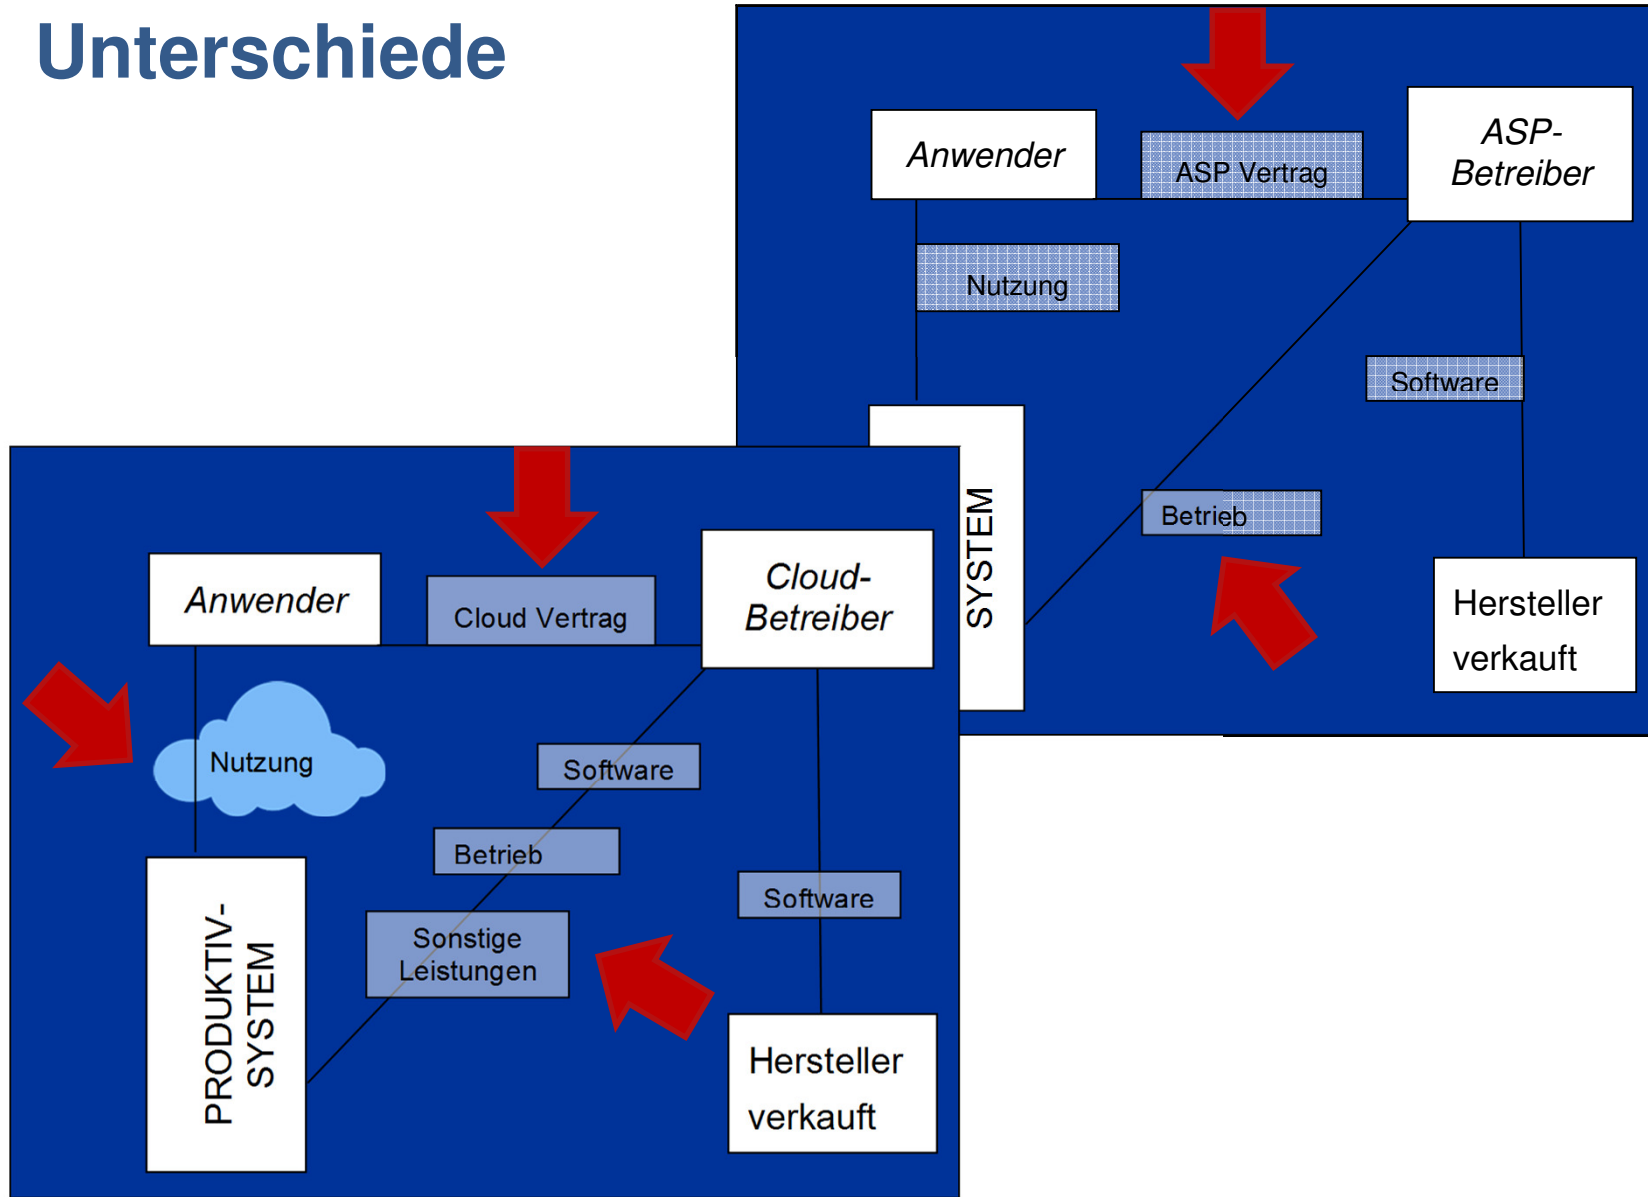 Unterschiede
Anwender
ASP Vertrag
ASP-
Betreiber
Nutzung
Software
SYSTEM
Betrieb
Hersteller
verkauft
Anwender
Cloud Vertrag
Cloud-
Betreiber
Nutzung
Software
Betrieb
Software
Sonstige
Leistungen
PRODUKTIV-
SYSTEM
Hersteller
verkauft